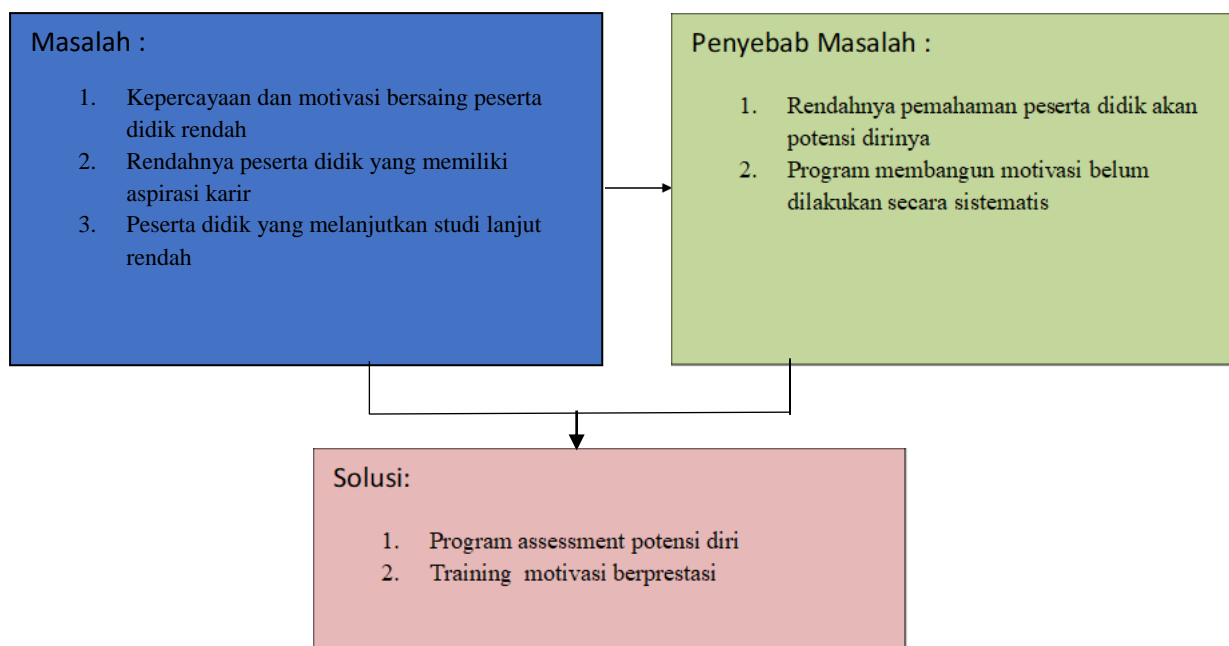 Masalah :
1. Kepercayaan dan motivasi bersaing peserta
didik rendah
2. Rendahnya peserta didik yang memiliki
aspirasi karir
3. Peserta didik yang melanjutkan studi lanjut
rendah
Penyebab Masalah :
1. Rendahnya pemahaman peserta didik akan
potensi dirinya
2. Program membangun motivasi belum
dilakukan secara sistematis
Solusi:
1. Program assessment potensi diri
2. Training motivasi berprestasi